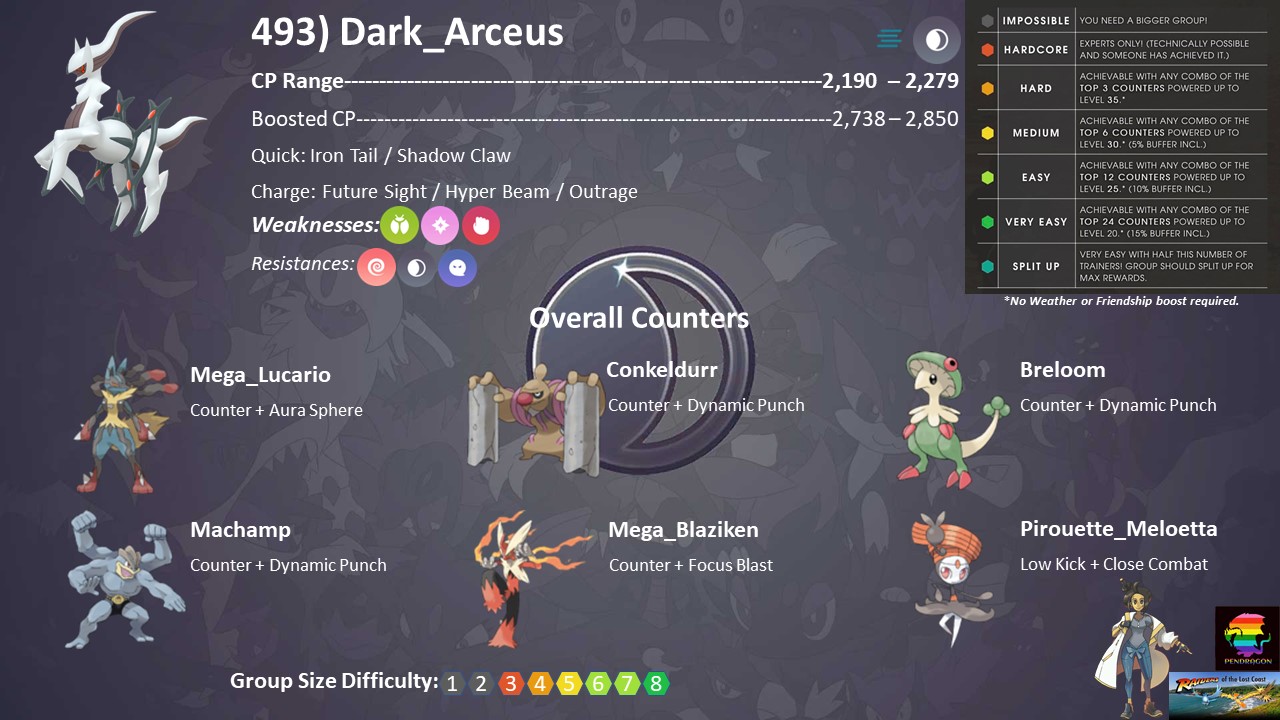 493) Dark_Arceus
CP Range--------------------------------------------------------------------2,190 – 2,279
Boosted CP--------------------------------------------------------------------2,738 – 2,850
Quick: Iron Tail / Shadow Claw
Charge: Future Sight / Hyper Beam / Outrage
Weaknesses:
Resistances:
IMPOSSIBLE YOU NEED A BIGGER GROUP!
HARDCORE EXPERTS ONLY! (TECHNICALLY POSSIBLE
AND SOMEONE HAS ACHIEVED IT.)
HARD ACHIEVABLE WITH ANY COMBO OF THE
TOP 3 COUNTERS POWERED UP TO
LEVEL 35.*
MEDIUM ACHIEVABLE WITH ANY COMBO OF THE
TOP 6 COUNTERS POWERED UP TO
LEVEL 30.* (5% BUFFER INCL.)
EASY ACHIEVABLE WITH ANY COMBO OF THE
TOP 12 COUNTERS POWERED UP TO
LEVEL 25.* (10% BUFFER INCL.)
VERY EASY ACHIEVABLE WITH ANY COMBO OF THE
TOP 24 COUNTERS POWERED UP TO
LEVEL 20.* (15% BUFFER INCL.)
SPLIT UP VERY EASY WITH HALF THIS NUMBER OF
TRAINERS! GROUP SHOULD SPLIT UP FOR
MAX REWARDS.
*No Weather or Friendship boost required.
Overall Counters
Mega_Lucario
Counter + Aura Sphere
Conkeldurr
Counter + Dynamic Punch
Breloom
Counter + Dynamic Punch
Machamp
Counter + Dynamic Punch
Mega_Blaziken
Counter + Focus Blast
Pirouette_Meloetta
Low Kick + Close Combat
Group Size Difficulty: 1 2 3 4 5 6 7 8
PENDRAGON
RAIDERS of the Lost Coast